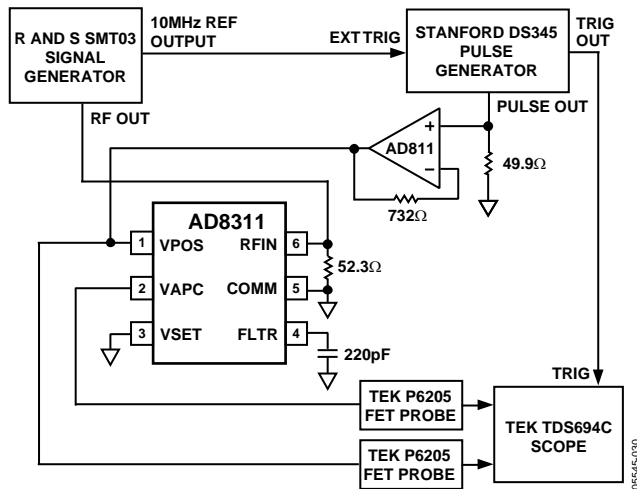 R AND S SMT03
SIGNAL
GENERATOR
10MHz REF
OUTPUT
EXT TRIG
STANFORD DS345
PULSE
GENERATOR
TRIG
OUT
RF OUT
PULSE OUT
+
AD811
−
49.9Ω
732Ω
AD8311
1 VPOS RFIN 6
52.3Ω
2 VAPC COMM 5
3 VSET FLTR 4
220pF
TRIG
TEK P6205
FET PROBE
TEK TDS694C
SCOPE
TEK P6205
FET PROBE
05545-030